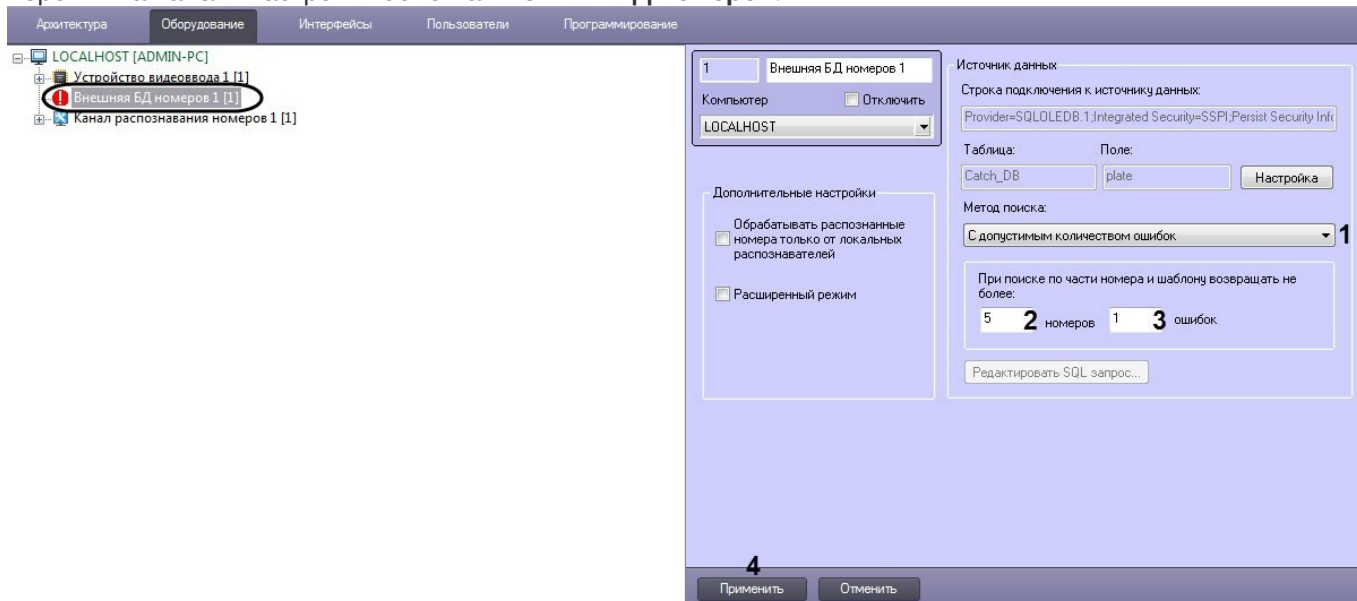 Архитектура Оборудование Интерфейсы Пользователи Программирование
LOCALHOST [ADMIN-PC]
Устройство видеоввода 1 [1]
Внешняя БД номеров 1 [1]
Канал распознавания номеров 1 [1]
1 Внешняя БД номеров 1
Компьютер Отключить
LOCALHOST
Дополнительные настройки
Обрабатывать распознанные
номера только от локальных
распознавателей
Расширенный режим
Источник данных
Строка подключения к источнику данных:
Provider=SQLOLEDB.1;Integrated Security=SSPI;Persist Security Info
Таблица: Поле:
Catch_DB plate Настройка
Метод поиска:
С допустимым количеством ошибок 1
При поиске по части номера и шаблону возвращать не
более:
5 2 номеров 1 3 ошибок
Редактировать SQL запрос...
4
Применить Отменить